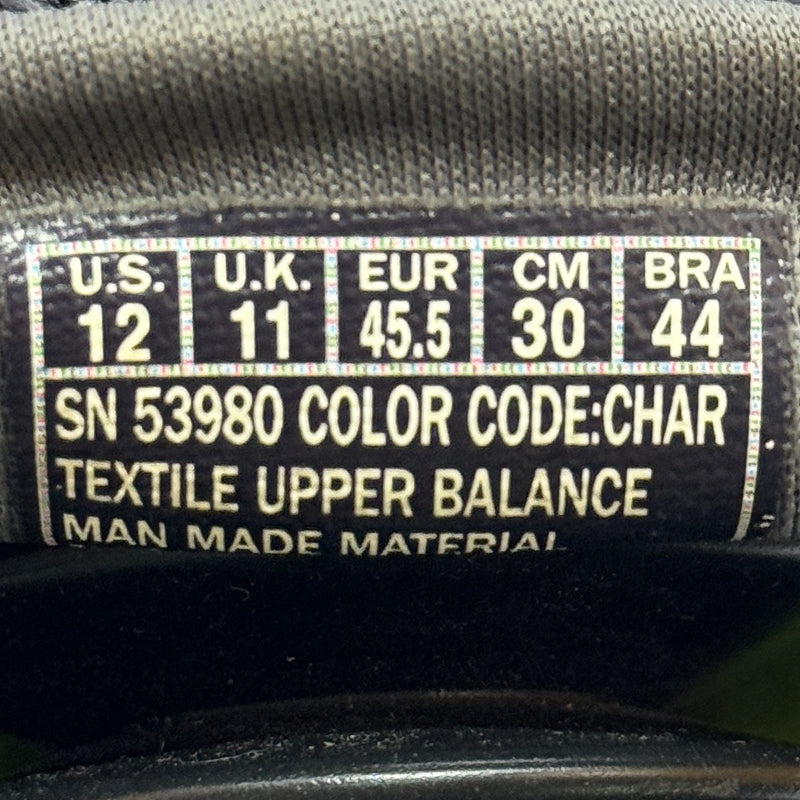 U.S. U.K. EUR CM BRA
12 11 45.5 30 44
SN 53980 COLOR CODE:CHAR
TEXTILE UPPER BALANCE
MAN MADE MATERIAL